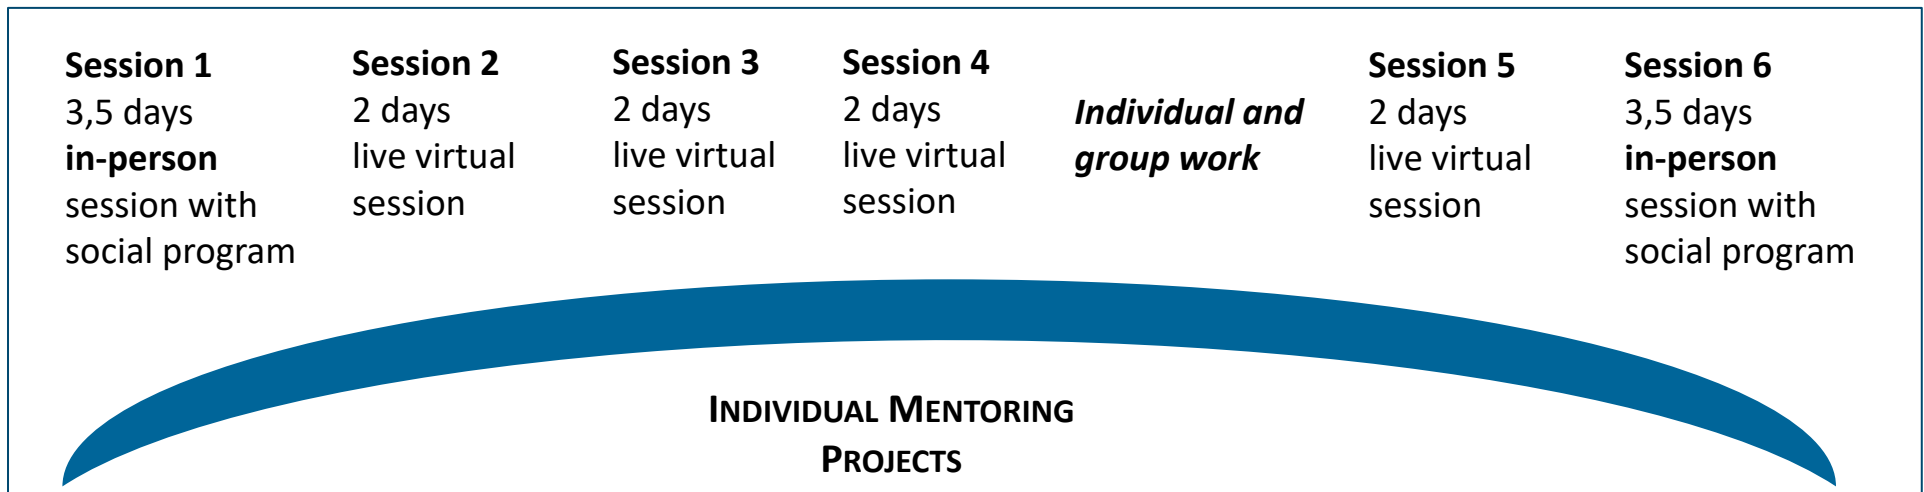 Session 1
3,5 days
in-person
session with
social program
Session 2
2 days
live virtual
session
Session 3
2 days
live virtual
session
Session 4
2 days
live virtual
session
Individual and
group work
Session 5
2 days
live virtual
session
Session 6
3,5 days
in-person
session with
social program
INDIVIDUAL MENTORING
PROJECTS